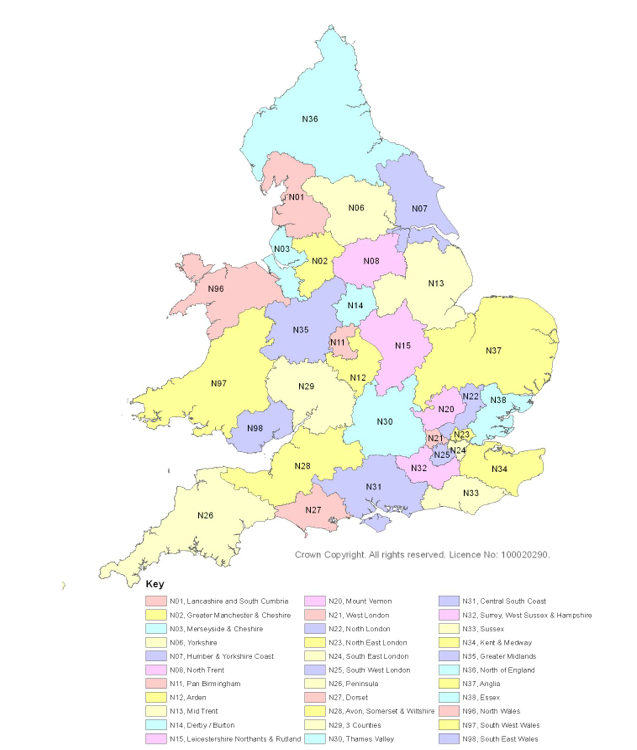 N36
N01
N06
N07
N03
N02
N08
N96
N13
N14
N35
N11
N15
N37
N97
N29
N12
N22
N38
N20
N98
N30
N21
N23
N24
N25
N28
N32
N34
N31
N33
N27
N26
Crown Copyright. All rights reserved. Licence No: 100020290.
Key
N01, Lancashire and South Cumbria
N02, Greater Manchester & Cheshire
N03, Merseyside & Cheshire
N06, Yorkshire
N07, Humber & Yorkshire Coast
N08, North Trent
N11, Pan Birmingham
N12, Arden
N13, Mid Trent
N14, Derby / Burton
N15, Leicestershire Northants & Rutland
N20, Mount Vernon
N21, West London
N22, North London
N23, North East London
N24, South East London
N25, South West London
N26, Peninsula
N27, Dorset
N28, Avon, Somerset & Wiltshire
N29, 3 Counties
N30, Thames Valley
N31, Central South Coast
N32, Surrey, West Sussex & Hampshire
N33, Sussex
N34, Kent & Medway
N35, Greater Midlands
N36, North of England
N37, Anglia
N38, Essex
N96, North Wales
N97, South West Wales
N98, South East Wales